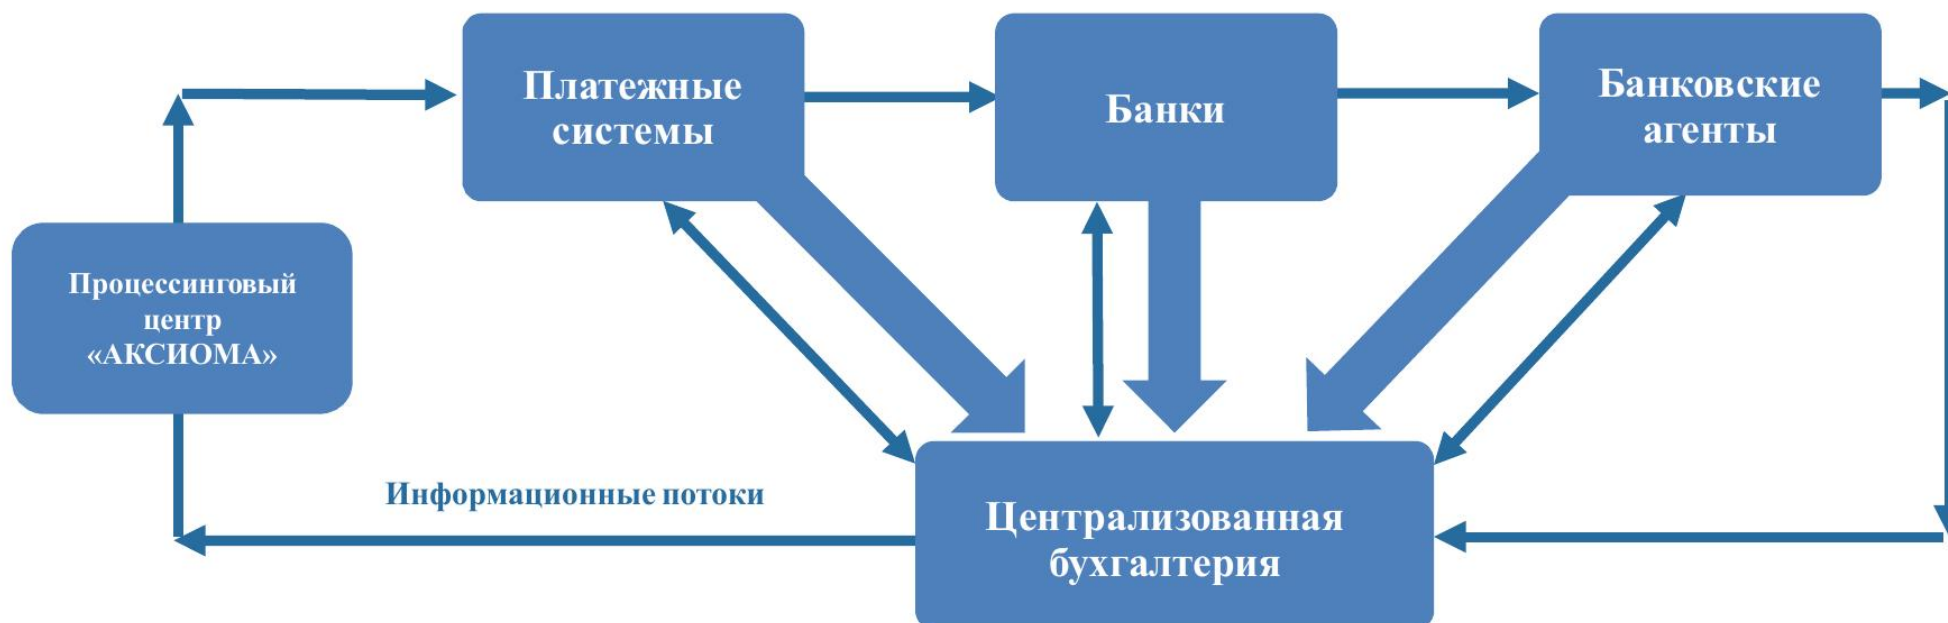 Платежные
системы
Банки
Банковские
агенты
Процессинговый
центр
«АКСИОМА»
Информационные потоки
Централизованная
бухгалтерия